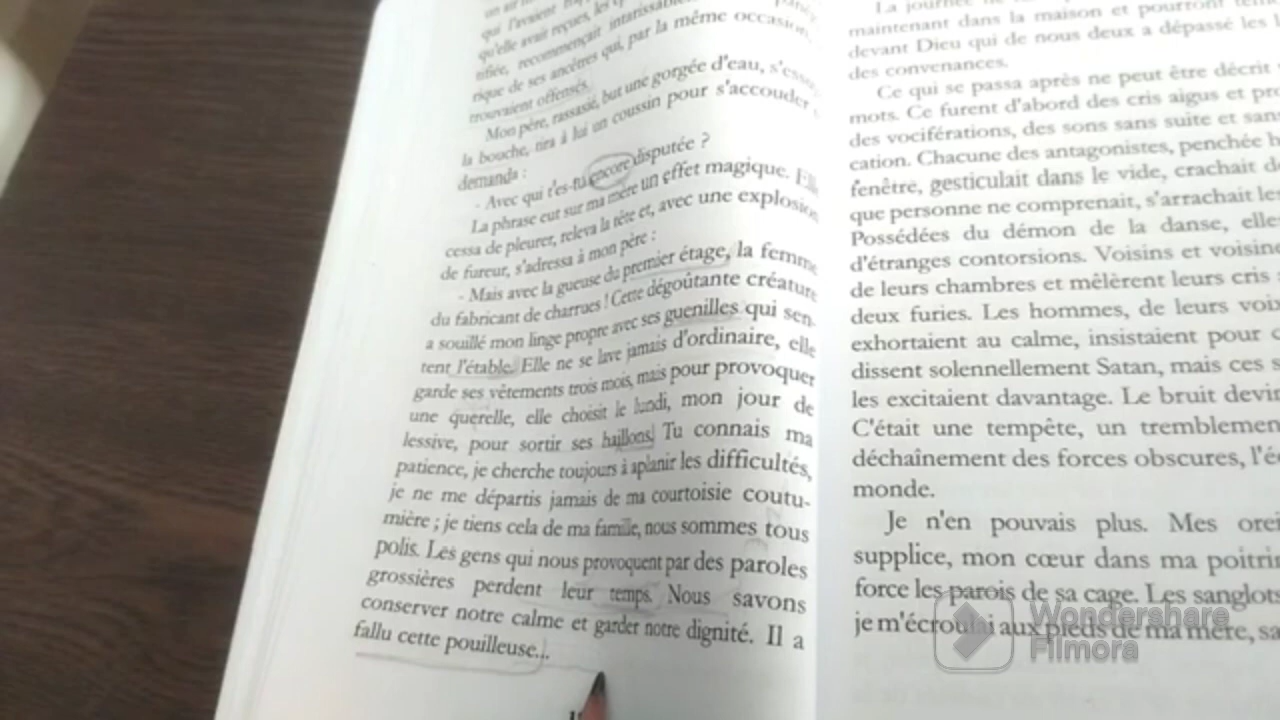 qui l'avaient
qu'elle avait reçues, les
rifiée, recommençait intarissable
rique de ses ancêtres qui, par la même occasion,
trouvaient offensés.
Mon père, rassasié, but une gorgée d'eau, s'essu
la bouche, tira à lui un coussin pour s'accouder
demanda :
- Avec qui t'es-tu encore disputée ?
La phrase eut sur ma mère un effet magique. Ell
cessa de pleurer, releva la tête et, avec une explosion
de fureur, s'adressa à mon père :
- Mais avec la gueuse du premier étage, la femme
du fabricant de charrues ! Cette dégoûtante créature
a souillé mon linge propre avec ses guenilles qui sen-
tent l'étable. Elle ne se lave jamais d'ordinaire, elle
garde ses vêtements trois mois, mais pour provoquer
une querelle, elle choisit le lundi, mon jour de
lessive, pour sortir ses haillons. Tu connais ma
patience, je cherche toujours à aplanir les difficultés,
je ne me départis jamais de ma courtoisie coutu-
mière ; je tiens cela de ma famille, nous sommes tous
polis. Les gens qui nous provoquent par des paroles
grossières perdent leur temps. Nous savons
conserver notre calme et garder notre dignité. Il a
fallu cette pouilleuse...
La journée
maintenant dans la maison et pourront
devant Dieu qui de nous deux a dépassé les
des convenances.
Ce qui se passa après ne peut être décrit
mots. Ce furent d'abord des cris aigus et
des vociférations, des sons sans suite et sans
cation. Chacune des antagonistes, penchée
fenêtre, gesticulait dans le vide, crachait
que personne ne comprenait, s'arrachait les
Possédées du démon de la danse, elles
d'étranges contorsions. Voisins et voisines
de leurs chambres et mêlèrent leurs cris
deux furies. Les hommes, de leurs voix
exhortaient au calme, insistaient pour
dissent solennellement Satan, mais ces
les excitaient davantage. Le bruit devint
C'était une tempête, un tremblement
déchaînement des forces obscures, l'é
monde.
Je n'en pouvais plus. Mes oreil
supplice, mon cœur dans ma poitrine
force les parois de sa cage. Les sanglots
je m'écroulai aux pieds de ma mère, sa
Wondershare
Filmora